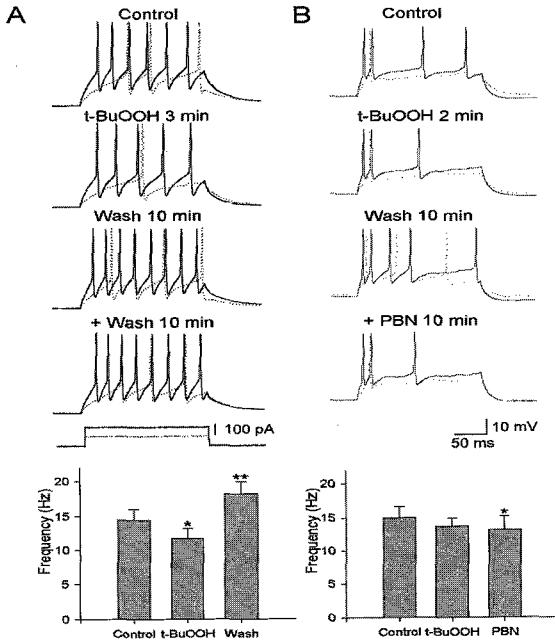 A
Control
t-BuOOH 3 min
Wash 10 min
+ Wash 10 min
100 pA
Frequency (Hz)
20
15
10
5
0
**
*
Control t-BuOOH Wash
B
Control
t-BuOOH 2 min
Wash 10 min
+ PBN 10 min
10 mV
50 ms
Frequency (Hz)
20
15
10
5
0
*
Control t-BuOOH PBN